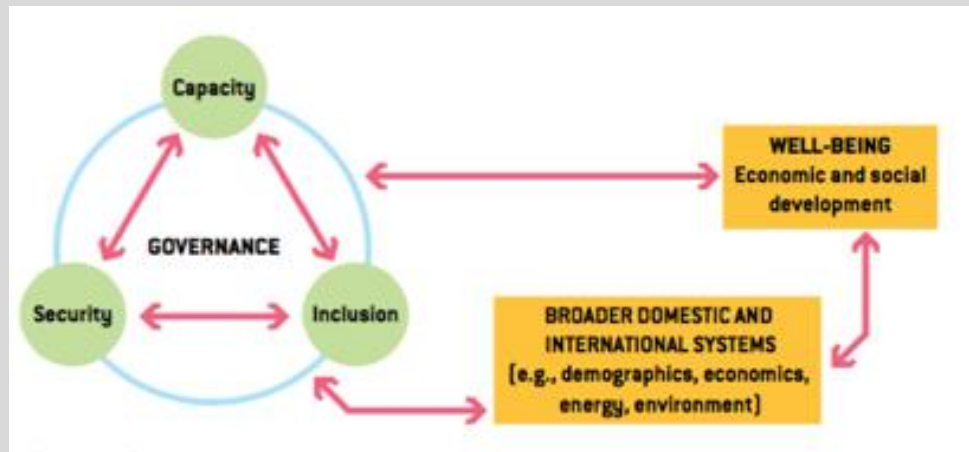 Capacity
GOVERNANCE
Security
Inclusion
WELL-BEING
Economic and social
development
BROADER DOMESTIC AND
INTERNATIONAL SYSTEMS
(e.g., demographics, economics,
energy, environment)